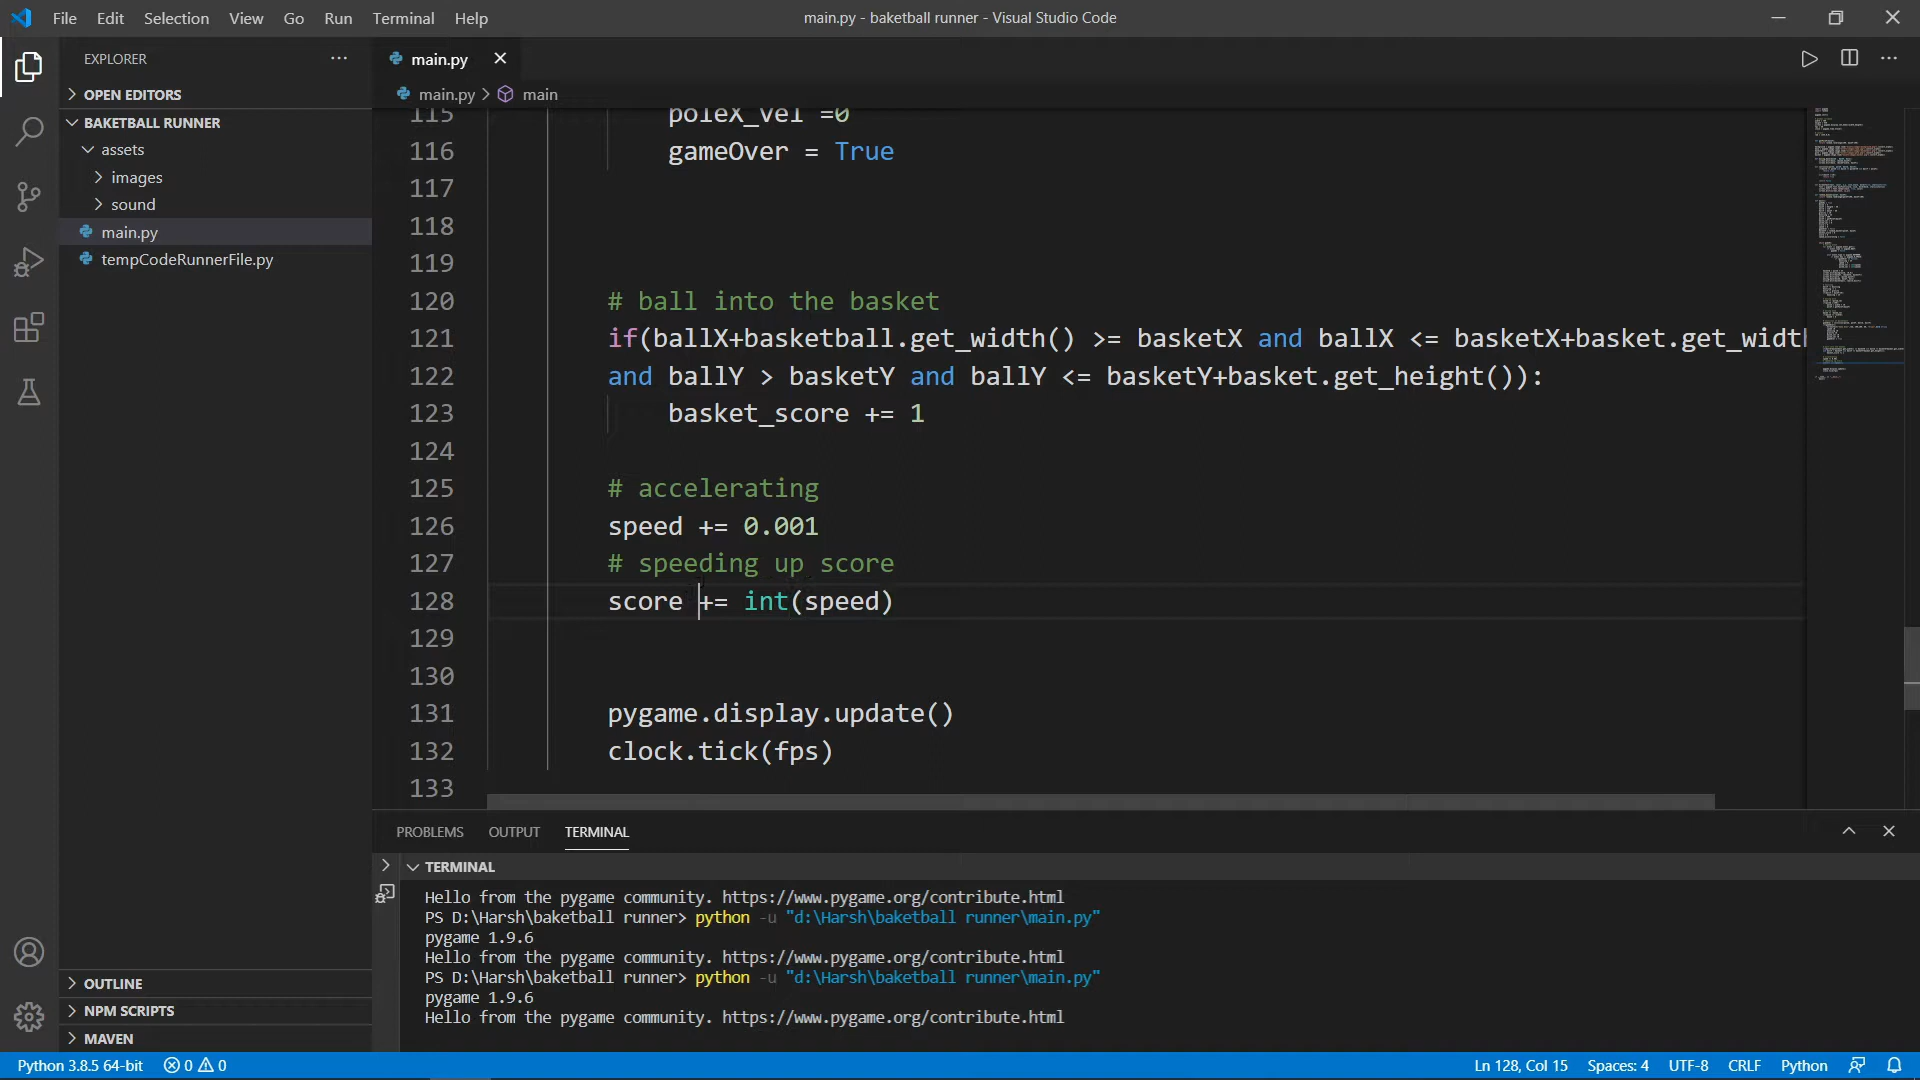 File Edit Selection View Go Run Terminal Help
main.py - baketball runner - Visual Studio Code
EXPLORER
OPEN EDITORS
BAKETBALL RUNNER
assets
images
sound
main.py
tempCodeRunnerFile.py
OUTLINE
NPM SCRIPTS
MAVEN
main.py
main.py > main
115 poleX_vel =0
116 gameOver = True
117
118
119
120 # ball into the basket
121 if(ballX+basketball.get_width() >= basketX and ballX <= basketX+basket.get_width
122 and ballY > basketY and ballY <= basketY+basket.get_height()):
123 basket_score += 1
124
125 # accelerating
126 speed += 0.001
127 # speeding up score
128 score += int(speed)
129
130
131 pygame.display.update()
132 clock.tick(fps)
133
PROBLEMS OUTPUT TERMINAL
TERMINAL
Hello from the pygame community. https://www.pygame.org/contribute.html
PS D:\Harsh\baketball runner> python -u "d:\Harsh\baketball runner\main.py"
pygame 1.9.6
Hello from the pygame community. https://www.pygame.org/contribute.html
PS D:\Harsh\baketball runner> python -u "d:\Harsh\baketball runner\main.py"
pygame 1.9.6
Hello from the pygame community. https://www.pygame.org/contribute.html
Python 3.8.5 64-bit 0 0 Ln 128, Col 15 Spaces: 4 UTF-8 CRLF Python